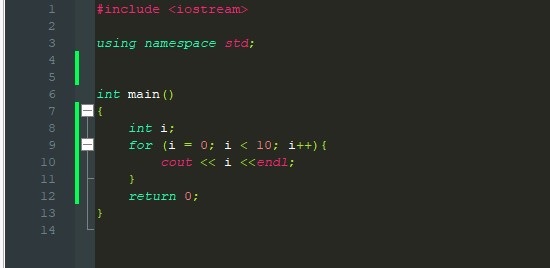 1 #include <iostream>
2
3 using namespace std;
4
5
6 int main()
7 {
8 int i;
9 for (i = 0; i < 10; i++){
10 cout << i <<endl;
11 }
12 return 0;
13 }
14